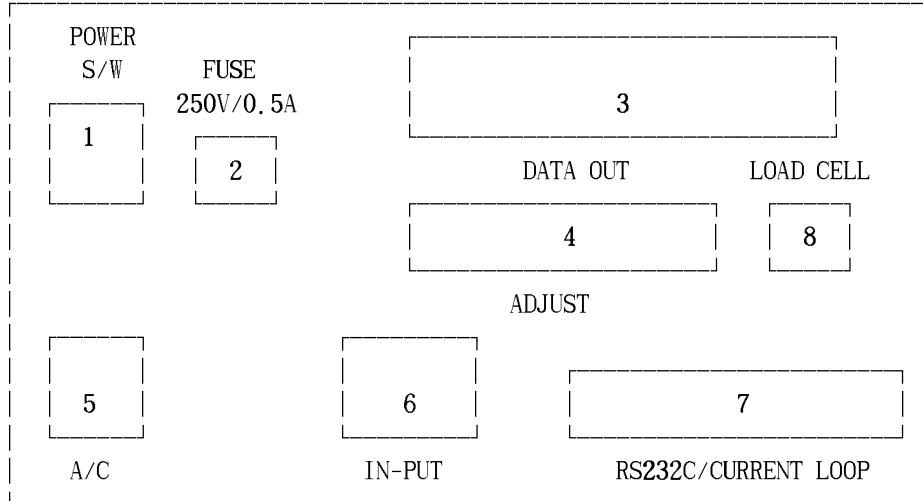 POWER
S/W
FUSE
250V/0.5A
1
2
3
DATA OUT
LOAD CELL
4
8
ADJUST
5
6
7
A/C
IN-PUT
RS232C/CURRENT LOOP